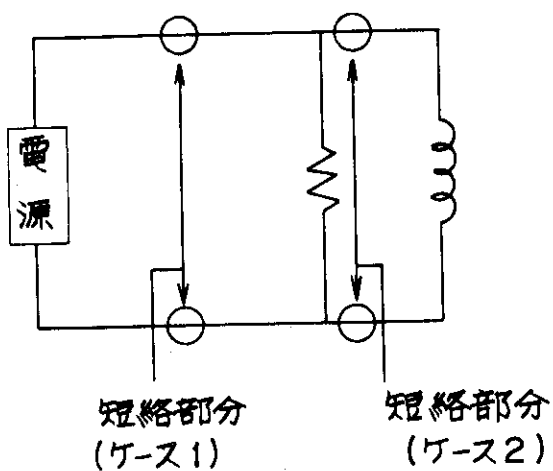 電源
短絡部分
(ケース1)
短絡部分
(ケース2)